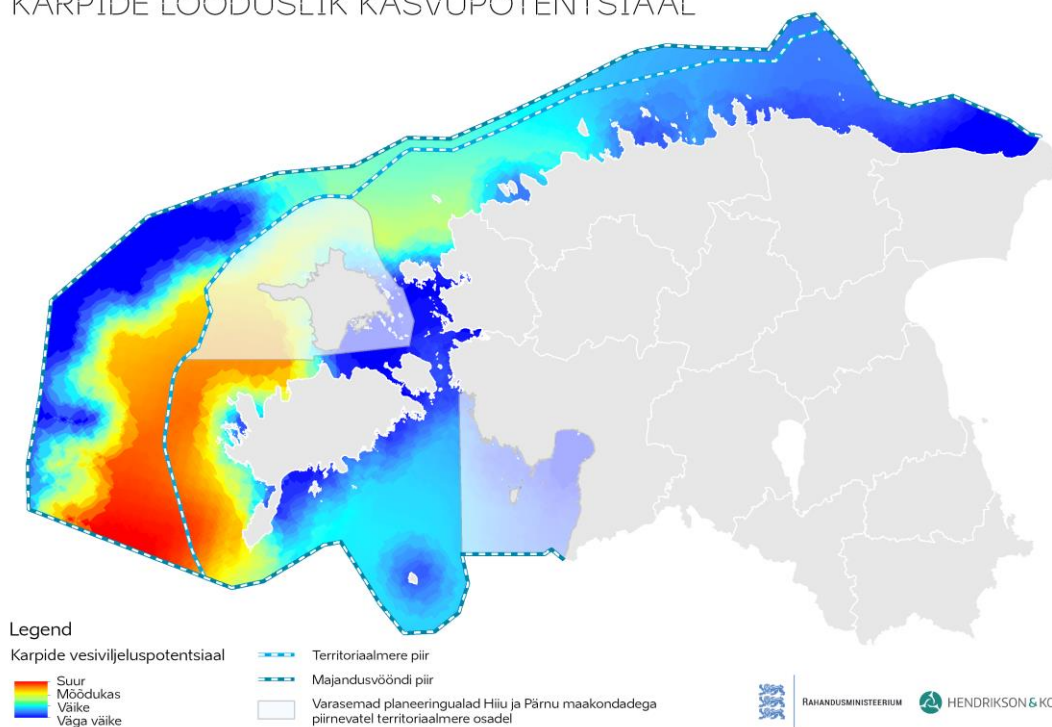 KARPIDE LOODUSLIK KASVUPOTENTSIAAL
Legend
Karpide vesiviljeluspotentsiaal
Suur
Mõõdukas
Väike
Väga väike
Territoriaalmere piir
Majandusvööndi piir
Varasemad planeeringualad Hiiu ja Pärnu maakondadega
piirnevatel territoriaalmere osadel
RAHANDUSMINISTEERIUM
HENDRIKSON & KO